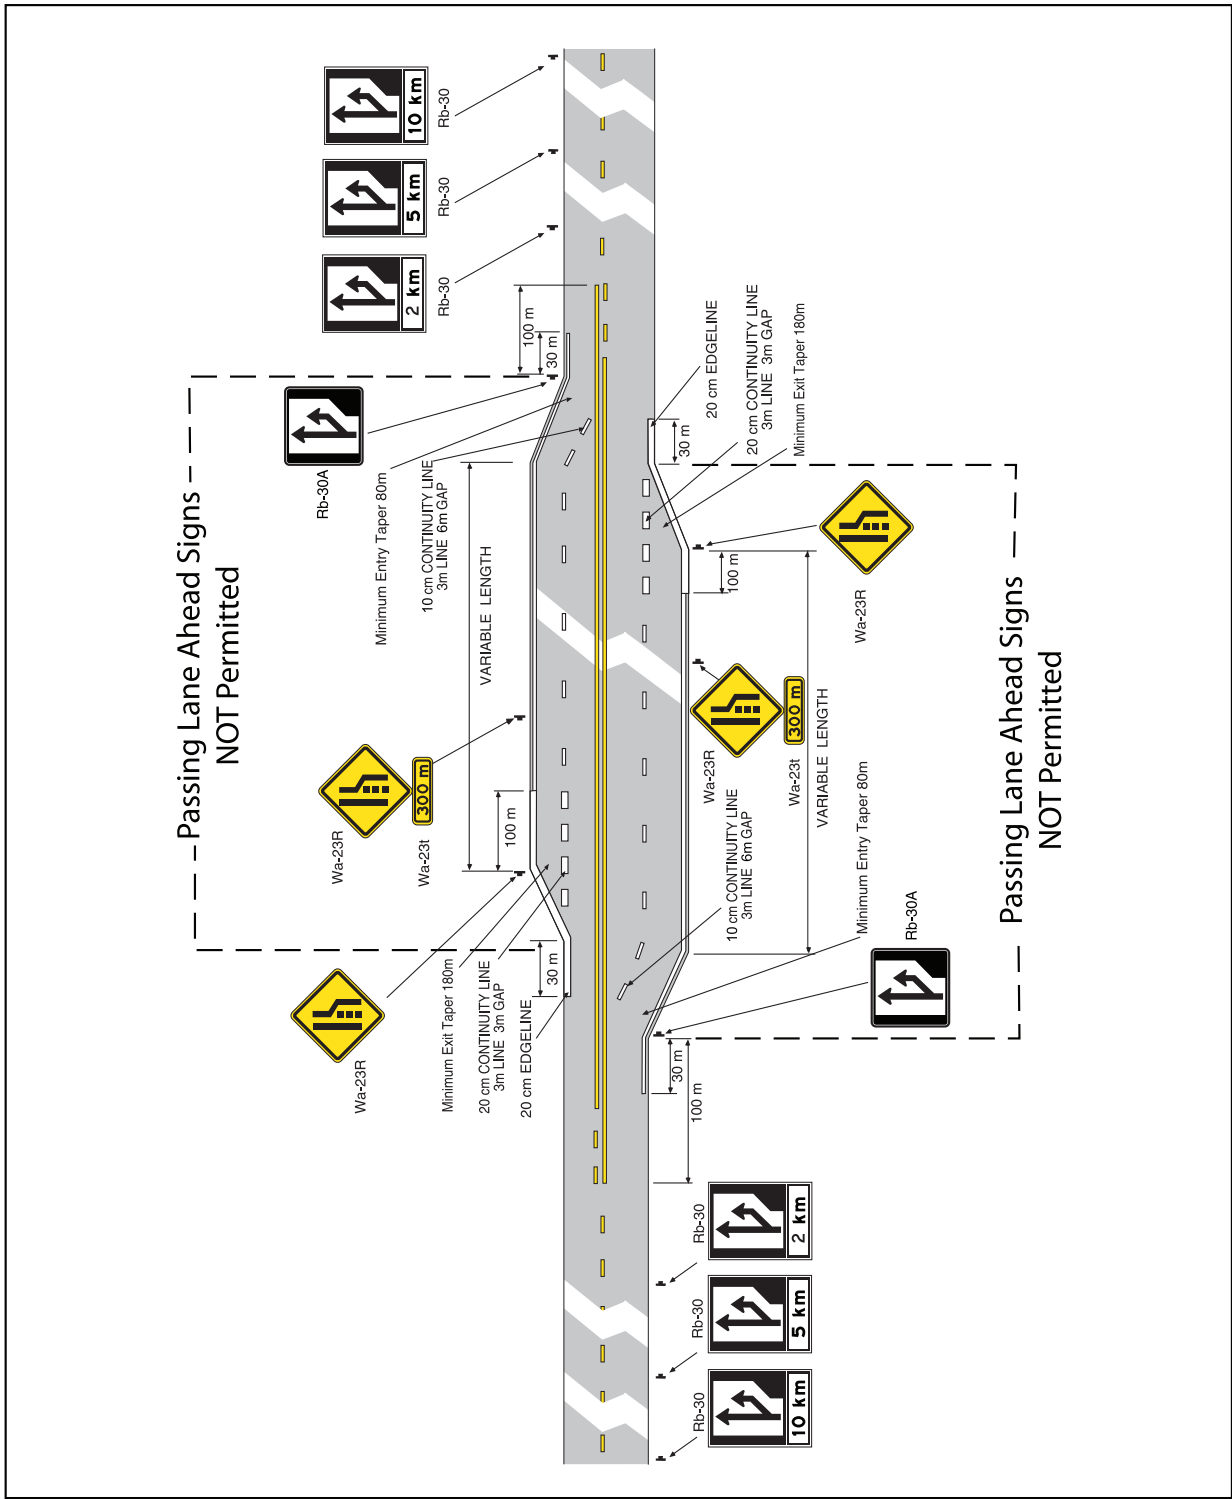 10 km
Rb-30
5 km
Rb-30
2 km
Rb-30
100 m
30 m
Rb-30A
Passing Lane Ahead Signs
NOT Permitted
Minimum Entry Taper 80m
10 cm CONTINUITY LINE
3m LINE 6m GAP
VARIABLE LENGTH
Wa-23R
300 m
Wa-23t
100 m
Wa-23R
Minimum Exit Taper 180m
20 cm CONTINUITY LINE
3m LINE 3m GAP
20 cm EDGELINE
30 m
20 cm EDGELINE
20 cm CONTINUITY LINE
3m LINE 3m GAP
Minimum Exit Taper 180m
30 m
100 m
Wa-23R
Wa-23R
300 m
Wa-23t
VARIABLE LENGTH
Passing Lane Ahead Signs
NOT Permitted
10 cm CONTINUITY LINE
3m LINE 6m GAP
Minimum Entry Taper 80m
Rb-30A
30 m
100 m
Rb-30
2 km
Rb-30
5 km
Rb-30
10 km